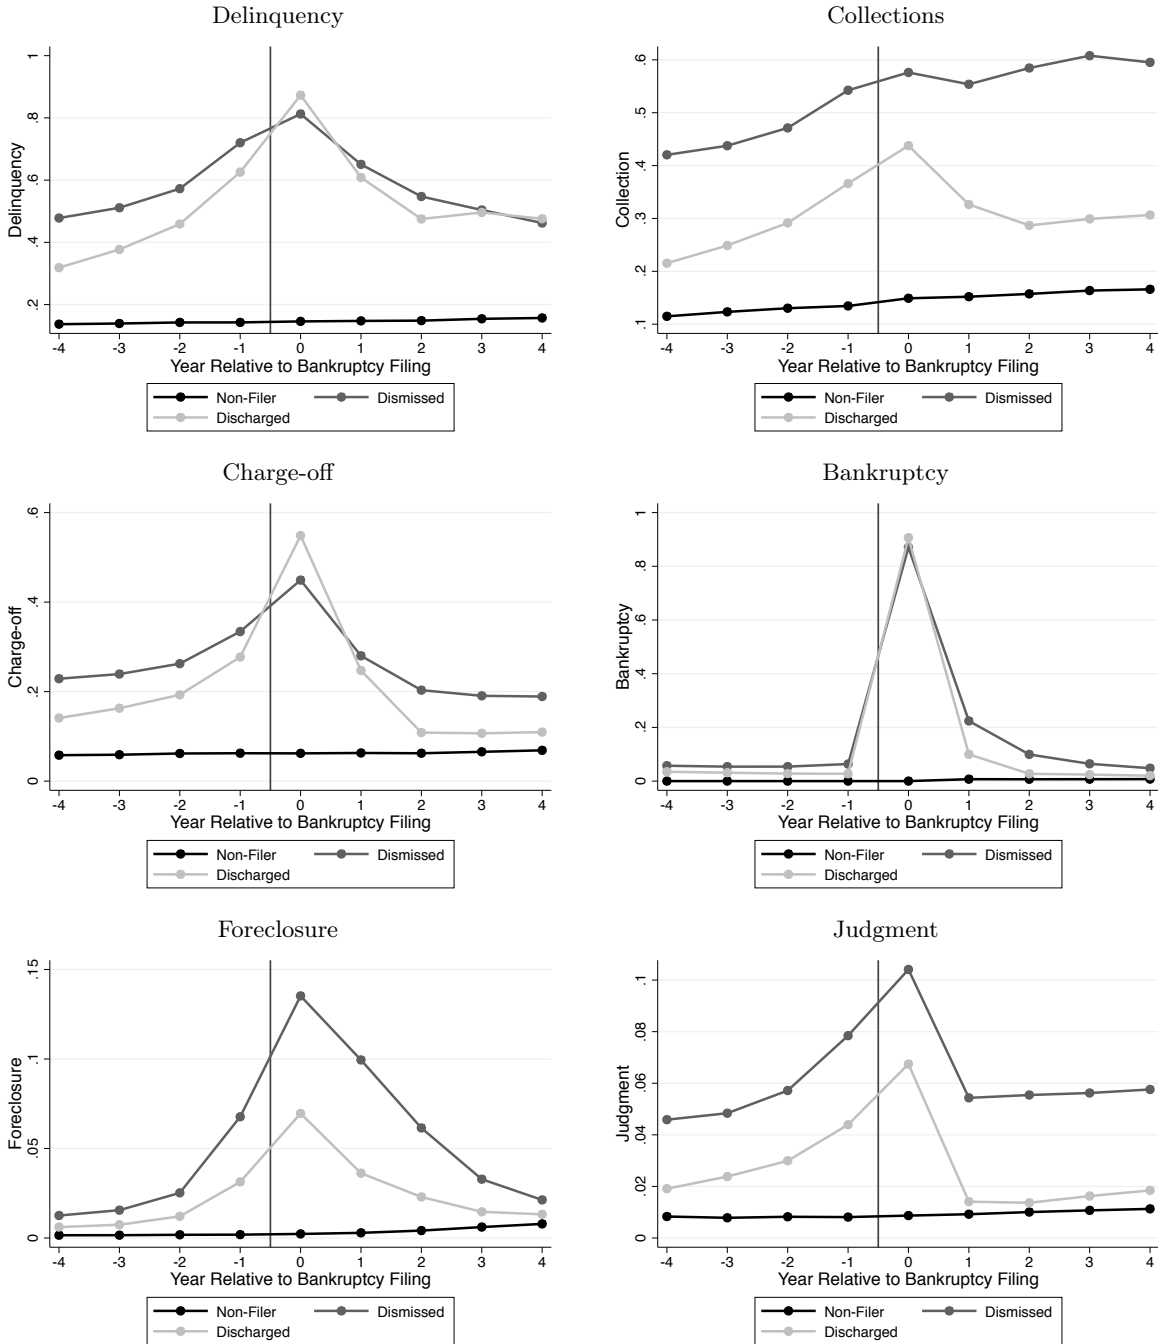 Delinquency
Delinquency
1
.8
.6
.4
.2
-4 -3 -2 -1 0 1 2 3 4
Year Relative to Bankruptcy Filing
Non-Filer Dismissed
Discharged
Collections
Collection
.6
.5
.4
.3
.2
.1
-4 -3 -2 -1 0 1 2 3 4
Year Relative to Bankruptcy Filing
Non-Filer Dismissed
Discharged
Charge-off
Charge-off
.6
.4
.2
0
-4 -3 -2 -1 0 1 2 3 4
Year Relative to Bankruptcy Filing
Non-Filer Dismissed
Discharged
Bankruptcy
Bankruptcy
1
.8
.6
.4
.2
0
-4 -3 -2 -1 0 1 2 3 4
Year Relative to Bankruptcy Filing
Non-Filer Dismissed
Discharged
Foreclosure
Foreclosure
.15
.1
.05
0
-4 -3 -2 -1 0 1 2 3 4
Year Relative to Bankruptcy Filing
Non-Filer Dismissed
Discharged
Judgment
Judgment
.1
.08
.06
.04
.02
0
-4 -3 -2 -1 0 1 2 3 4
Year Relative to Bankruptcy Filing
Non-Filer Dismissed
Discharged